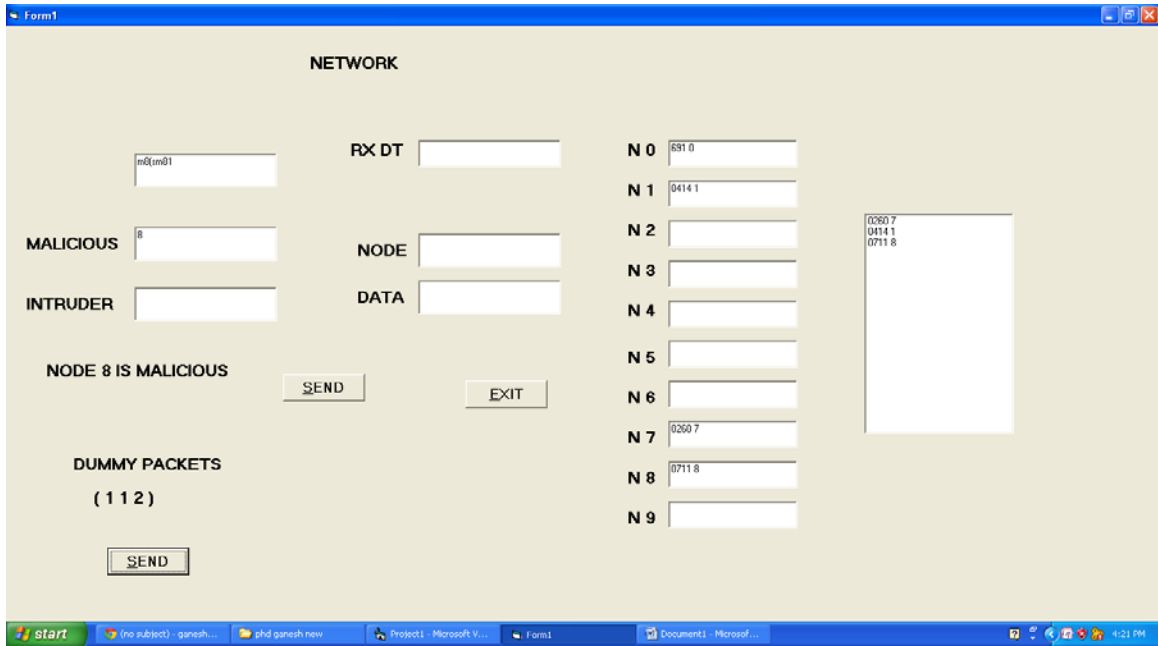 Form1
NETWORK
m8(sm81
MALICIOUS 8
INTRUDER
NODE 8 IS MALICIOUS
SEND
DUMMY PACKETS
( 1 1 2 )
SEND
RX DT
NODE
DATA
EXIT
N 0 691 0
N 1 0414 1
N 2
N 3
N 4
N 5
N 6
N 7 0260 7
N 8 0711 8
N 9
0260 7
0414 1
0711 8
start (no subject) - ganesh... phd ganesh new Project1 - Microsoft V... Form1 Document1 - Microsof... 4:21 PM